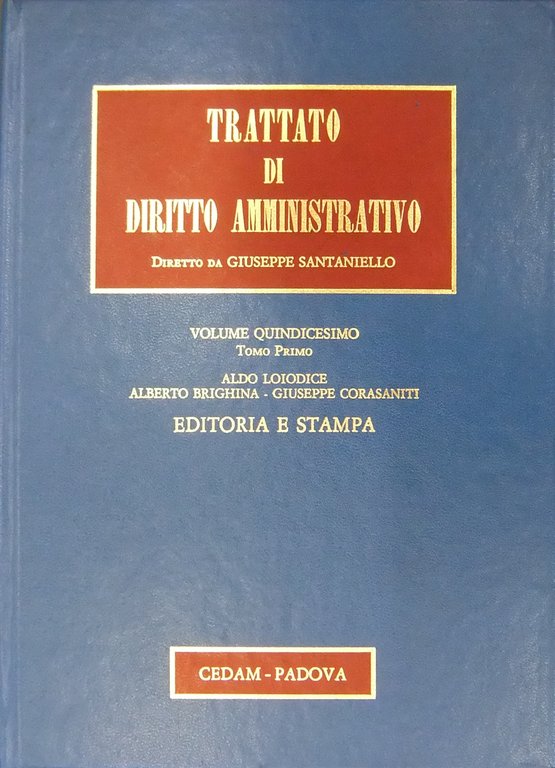 TRATTATO
DI
DIRITTO AMMINISTRATIVO
DIRETTO DA GIUSEPPE SANTANIELLO
VOLUME QUINDICESIMO
TOMO PRIMO
ALDO LOIODICE
ALBERTO BRIGHINA - GIUSEPPE CORASANITI
EDITORIA E STAMPA
CEDAM - PADOVA